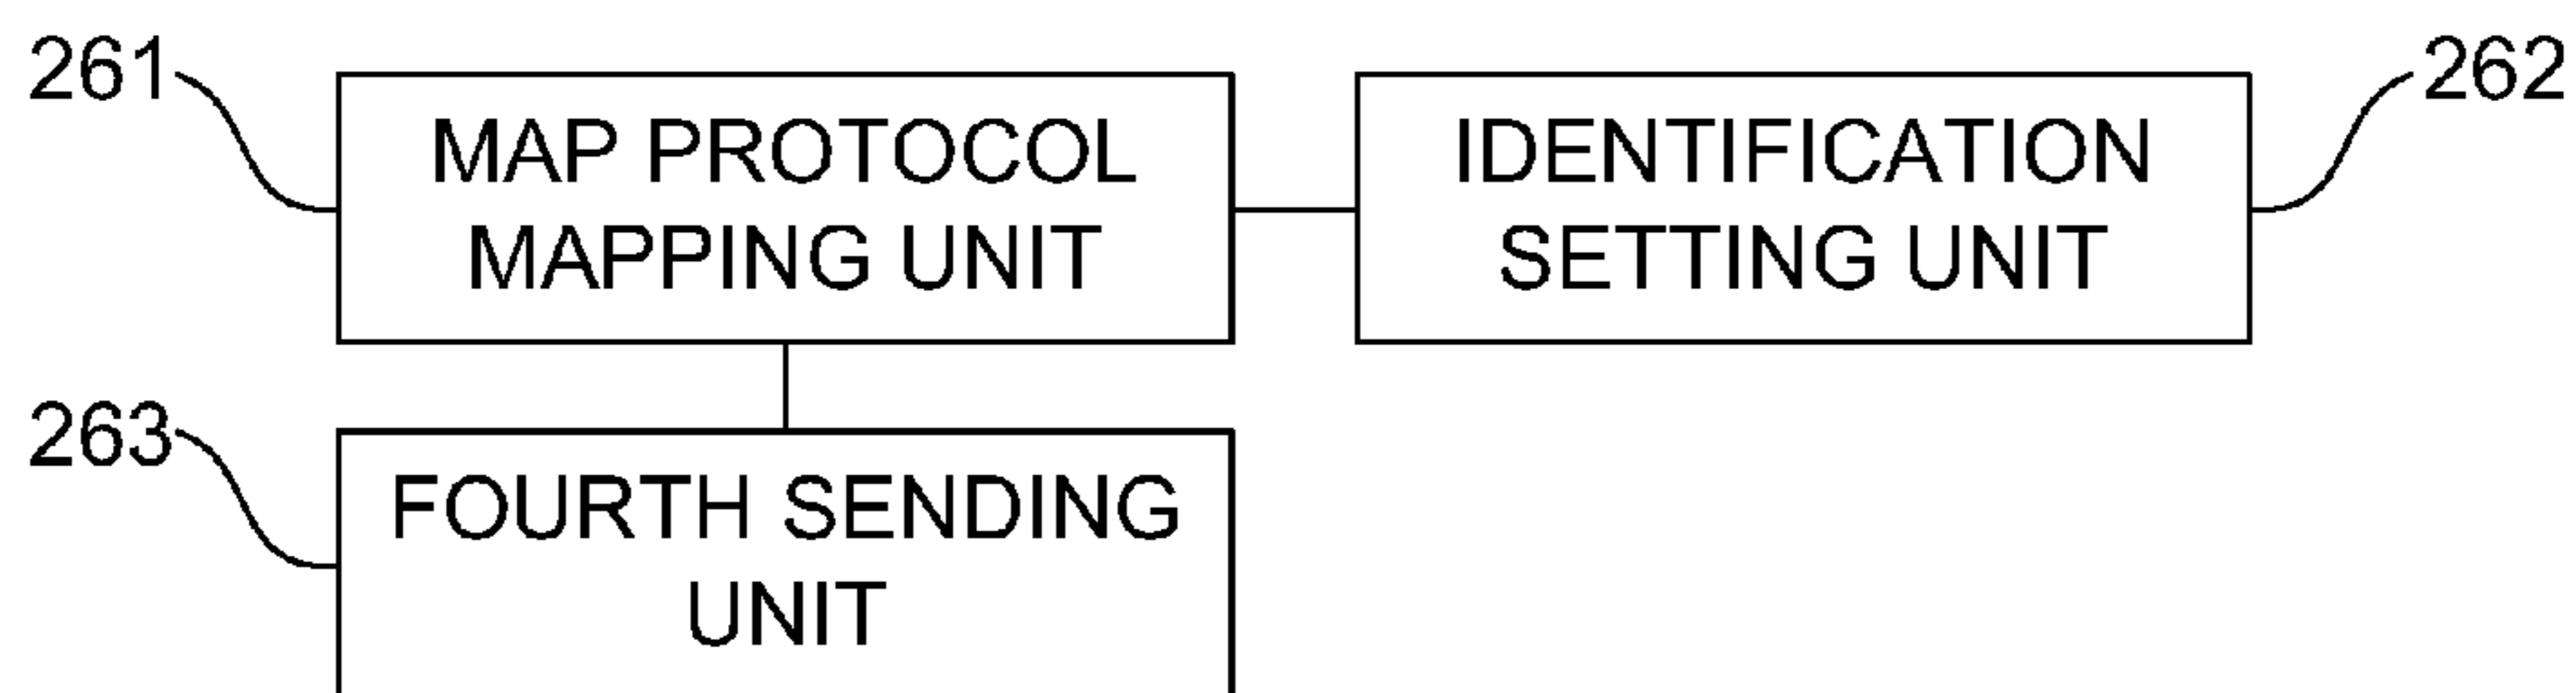 261
MAP PROTOCOL
MAPPING UNIT
IDENTIFICATION
SETTING UNIT
262
263
FOURTH SENDING
UNIT